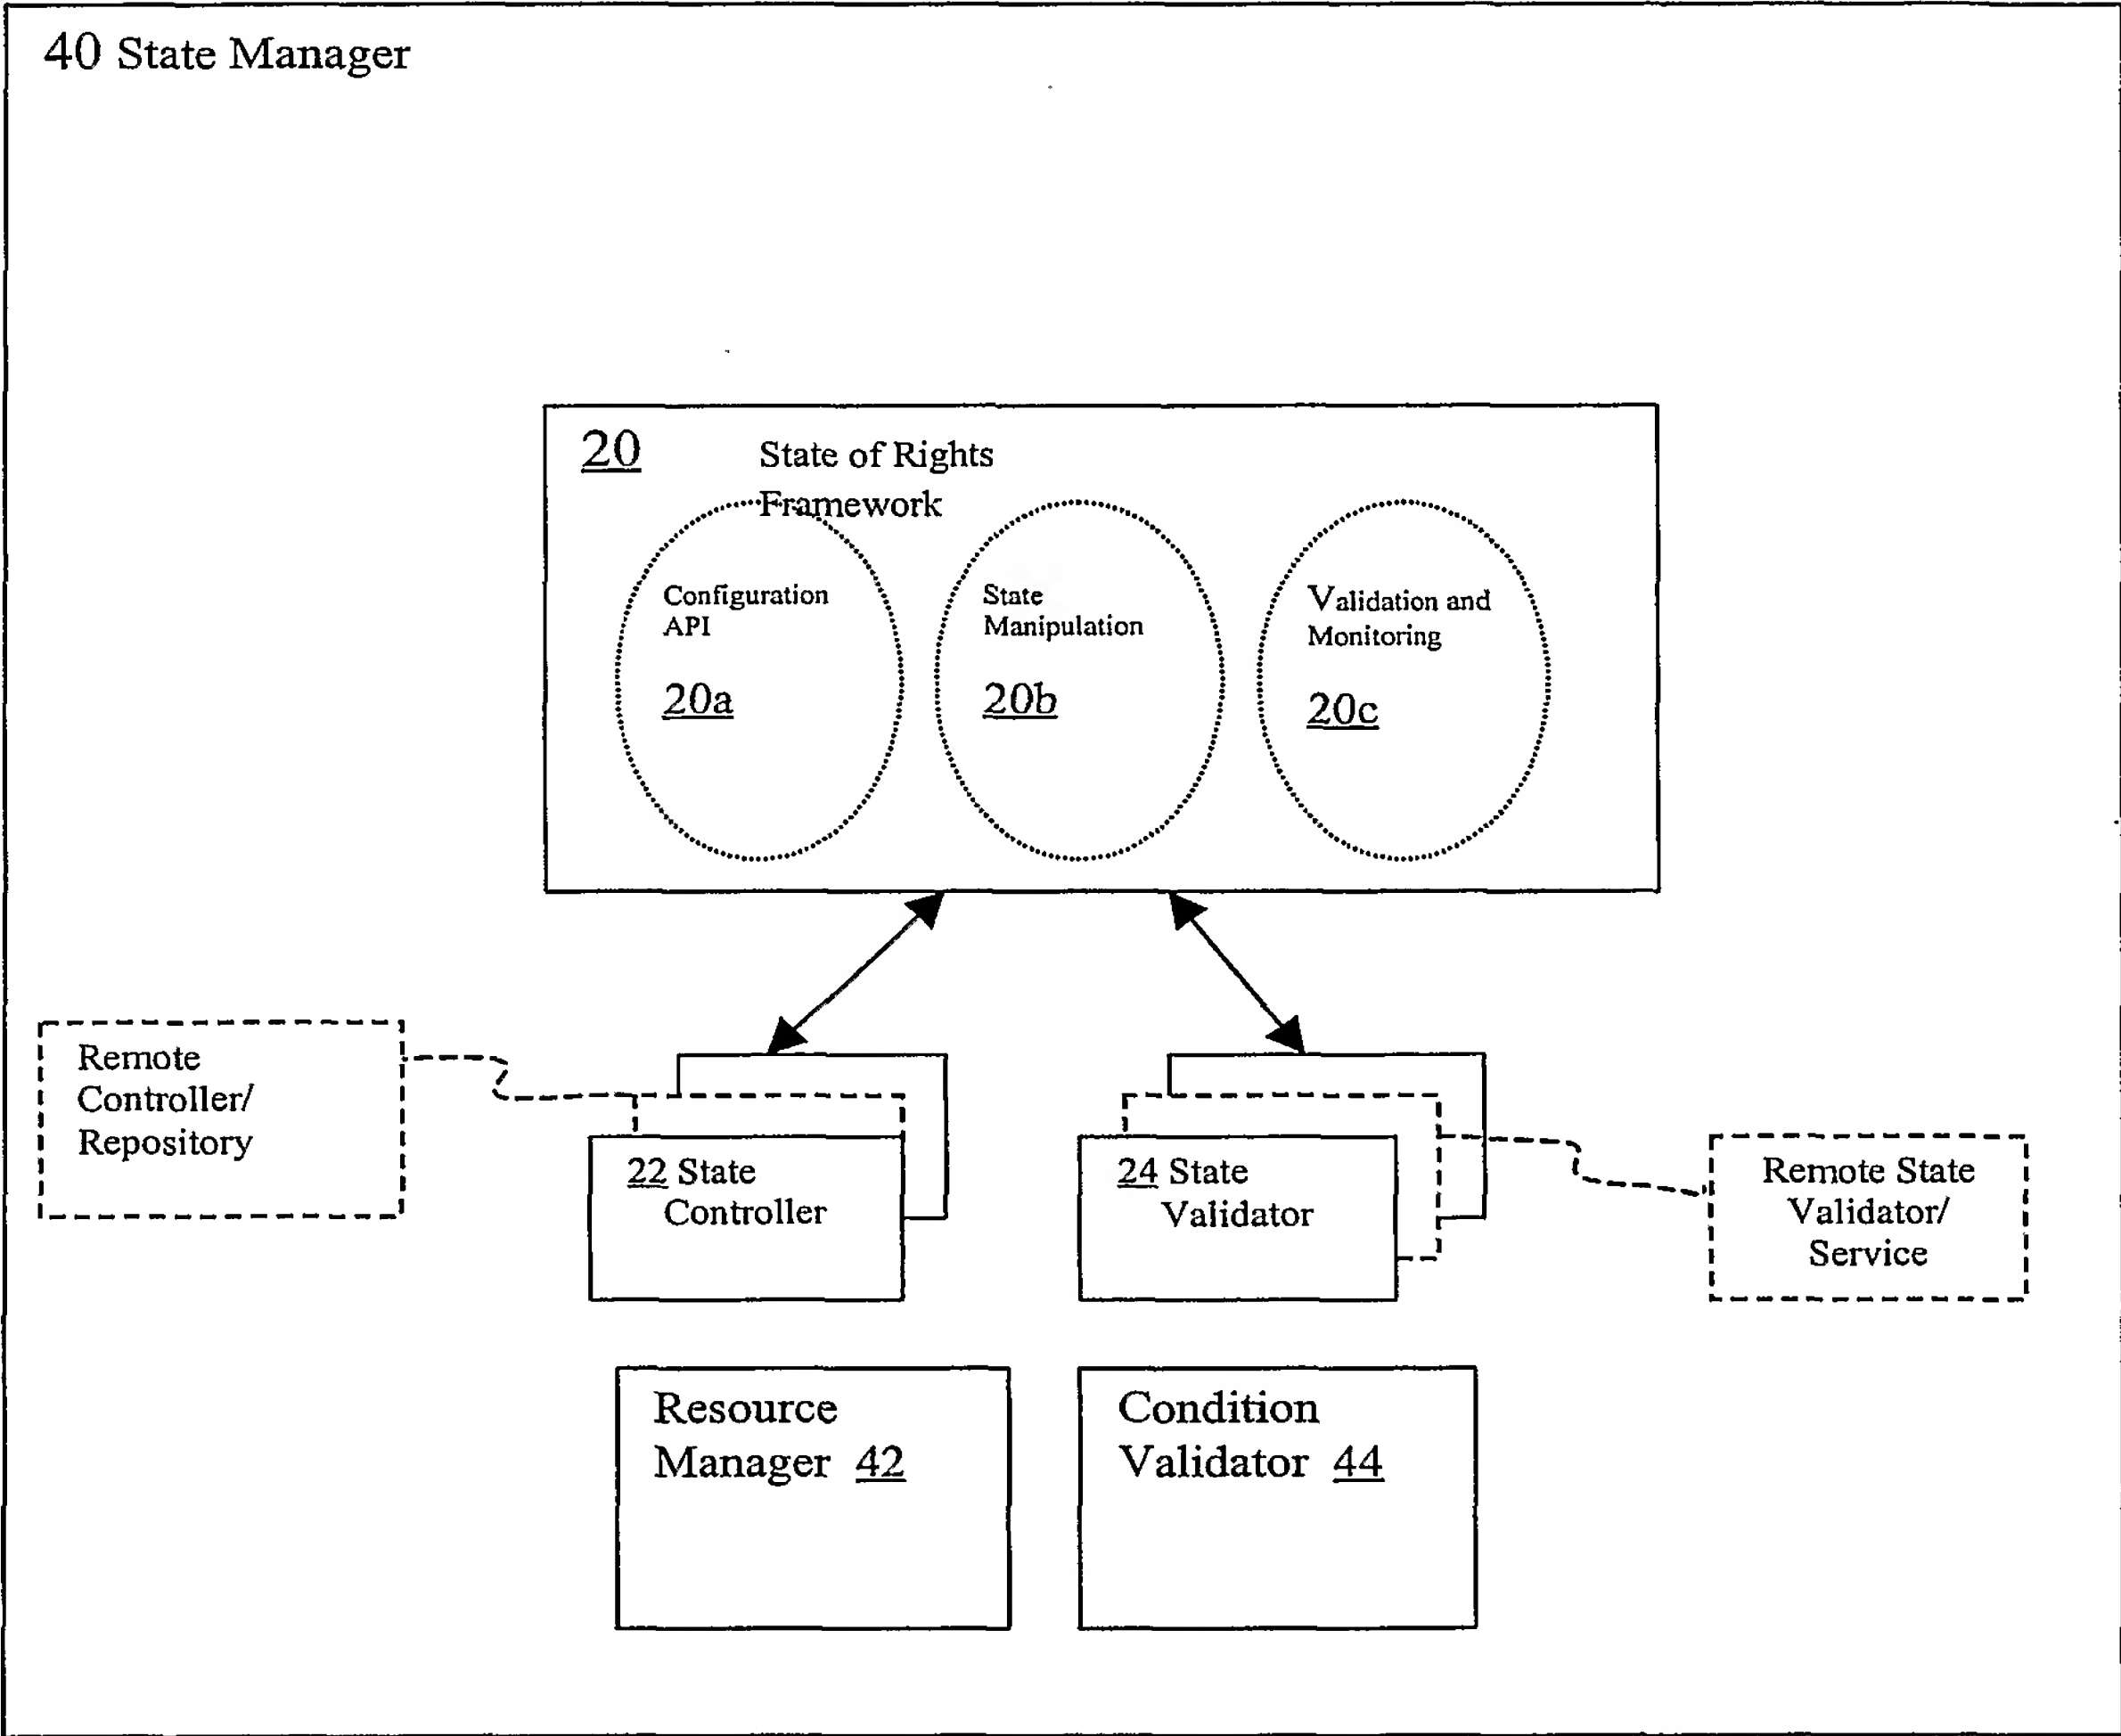 40 State Manager
20 State of Rights
Framework
Configuration
API
20a
State
Manipulation
20b
Validation and
Monitoring
20c
Remote
Controller/
Repository
22 State
Controller
24 State
Validator
Remote State
Validator/
Service
Resource
Manager 42
Condition
Validator 44